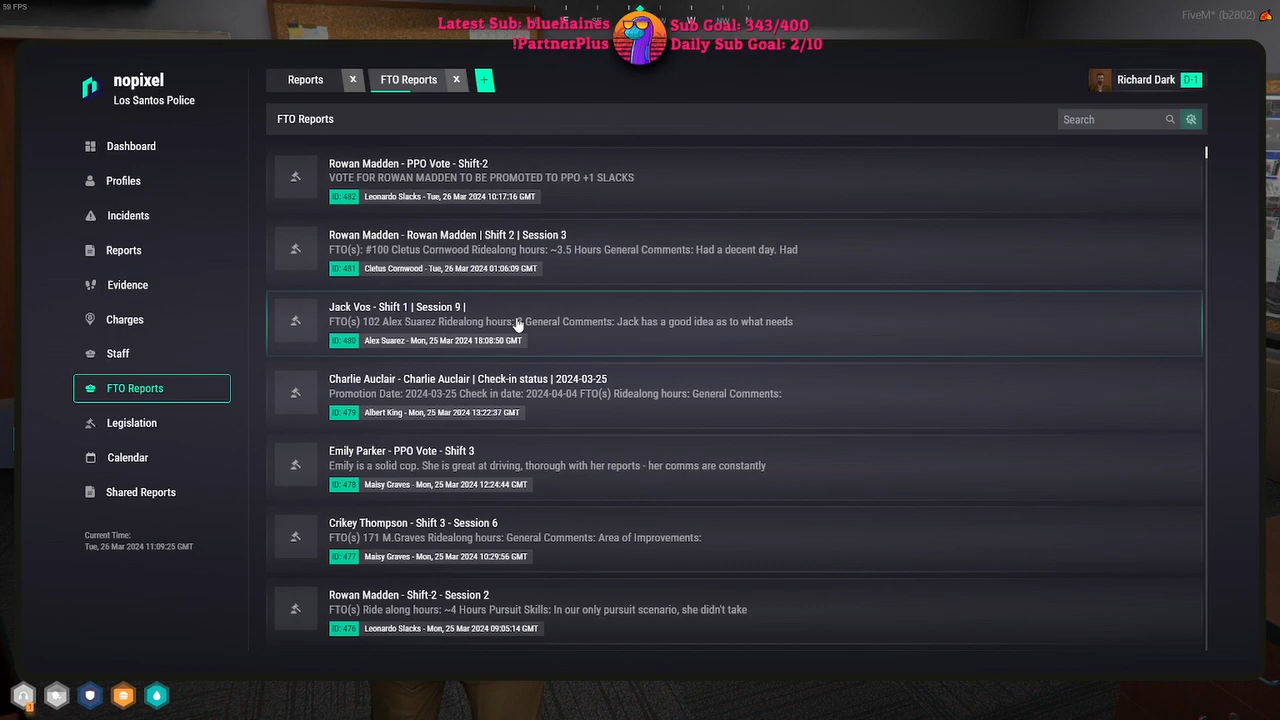 59 FPS
Latest Sub: bluehaines
Sub Goal: 343/400
!PartnerPlus
Daily Sub Goal: 2/10
FiveM* (b2802)
nopixel
Los Santos Police
Reports x
FTO Reports x
+
Richard Dark D-1
FTO Reports
Search
Dashboard
Profiles
Incidents
Reports
Evidence
Charges
Staff
FTO Reports
Legislation
Calendar
Shared Reports
Current Time:
Tue, 26 Mar 2024 11:09:25 GMT
Rowan Madden - PPO Vote - Shift-2
VOTE FOR ROWAN MADDEN TO BE PROMOTED TO PPO +1 SLACKS
ID: 482 Leonardo Slacks - Tue, 26 Mar 2024 10:17:16 GMT
Rowan Madden - Rowan Madden | Shift 2 | Session 3
FTO(s): #100 Cletus Cornwood Ridealong hours: ~3.5 Hours General Comments: Had a decent day. Had
ID: 481 Cletus Cornwood - Tue, 26 Mar 2024 01:06:09 GMT
Jack Vos - Shift 1 | Session 9 |
FTO(s) 102 Alex Suarez Ridealong hours: General Comments: Jack has a good idea as to what needs
ID: 480 Alex Suarez - Mon, 25 Mar 2024 18:08:50 GMT
Charlie Auclair - Charlie Auclair | Check-in status | 2024-03-25
Promotion Date: 2024-03-25 Check in date: 2024-04-04 FTO(s) Ridealong hours: General Comments:
ID: 479 Albert King - Mon, 25 Mar 2024 13:22:37 GMT
Emily Parker - PPO Vote - Shift 3
Emily is a solid cop. She is great at driving, thorough with her reports - her comms are constantly
ID: 478 Maisy Graves - Mon, 25 Mar 2024 12:24:44 GMT
Crikey Thompson - Shift 3 - Session 6
FTO(s) 171 M.Graves Ridealong hours: General Comments: Area of Improvements:
ID: 477 Maisy Graves - Mon, 25 Mar 2024 10:29:56 GMT
Rowan Madden - Shift-2 - Session 2
FTO(s) Ride along hours: ~4 Hours Pursuit Skills: In our only pursuit scenario, she didn't take
ID: 476 Leonardo Slacks - Mon, 25 Mar 2024 09:05:14 GMT